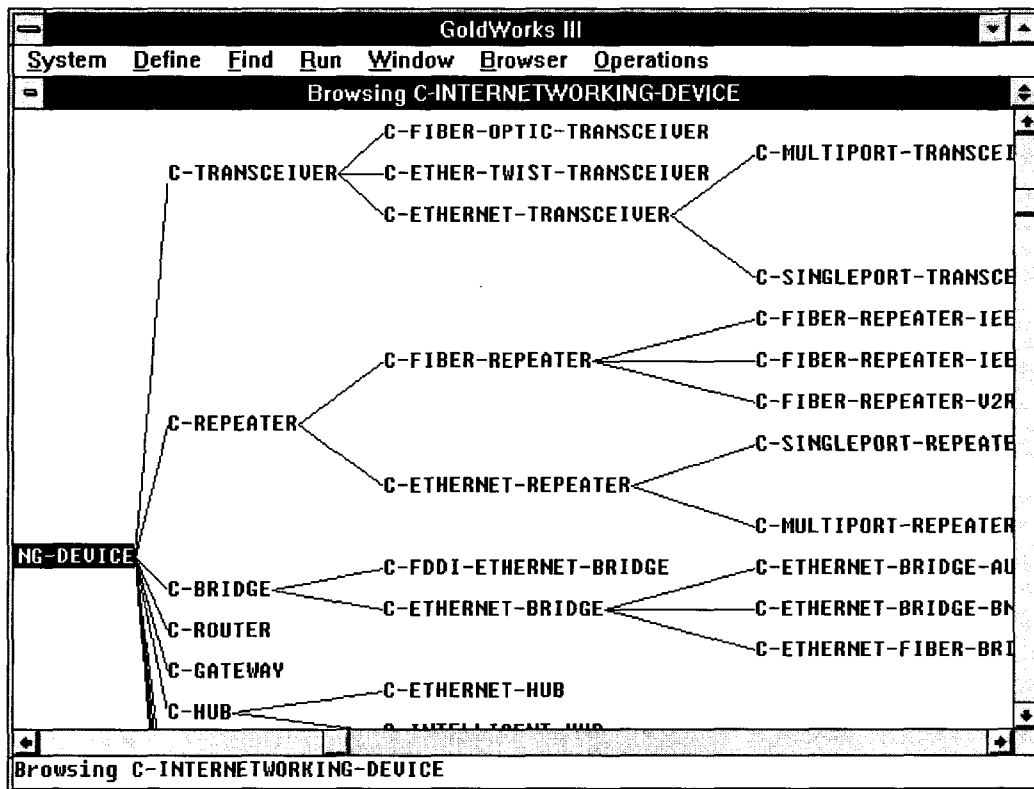 GoldWorks III
System Define Find Run Window Browser Operations
Browsing C-INTERNETWORKING-DEVICE
C-FIBER-OPTIC-TRANSCEIVER
C-MULTIPORT-TRANSCEI
C-TRANSCEIVER
C-ETHER-TWIST-TRANSCEIVER
C-ETHERNET-TRANSCEIVER
C-SINGLEPORT-TRANSCE
C-FIBER-REPEATER-IEE
C-FIBER-REPEATER
C-FIBER-REPEATER-IEE
C-FIBER-REPEATER-V2R
C-REPEATER
C-SINGLEPORT-REPEATE
C-ETHERNET-REPEATER
C-MULTIPORT-REPEATER
NG-DEVICE
C-FDDI-ETHERNET-BRIDGE
C-ETHERNET-BRIDGE-AU
C-BRIDGE
C-ETHERNET-BRIDGE
C-ETHERNET-BRIDGE-BN
C-ROUTER
C-ETHERNET-FIBER-BRI
C-GATEWAY
C-ETHERNET-HUB
C-HUB
C-INTELLIGENT-HUB
Browsing C-INTERNETWORKING-DEVICE